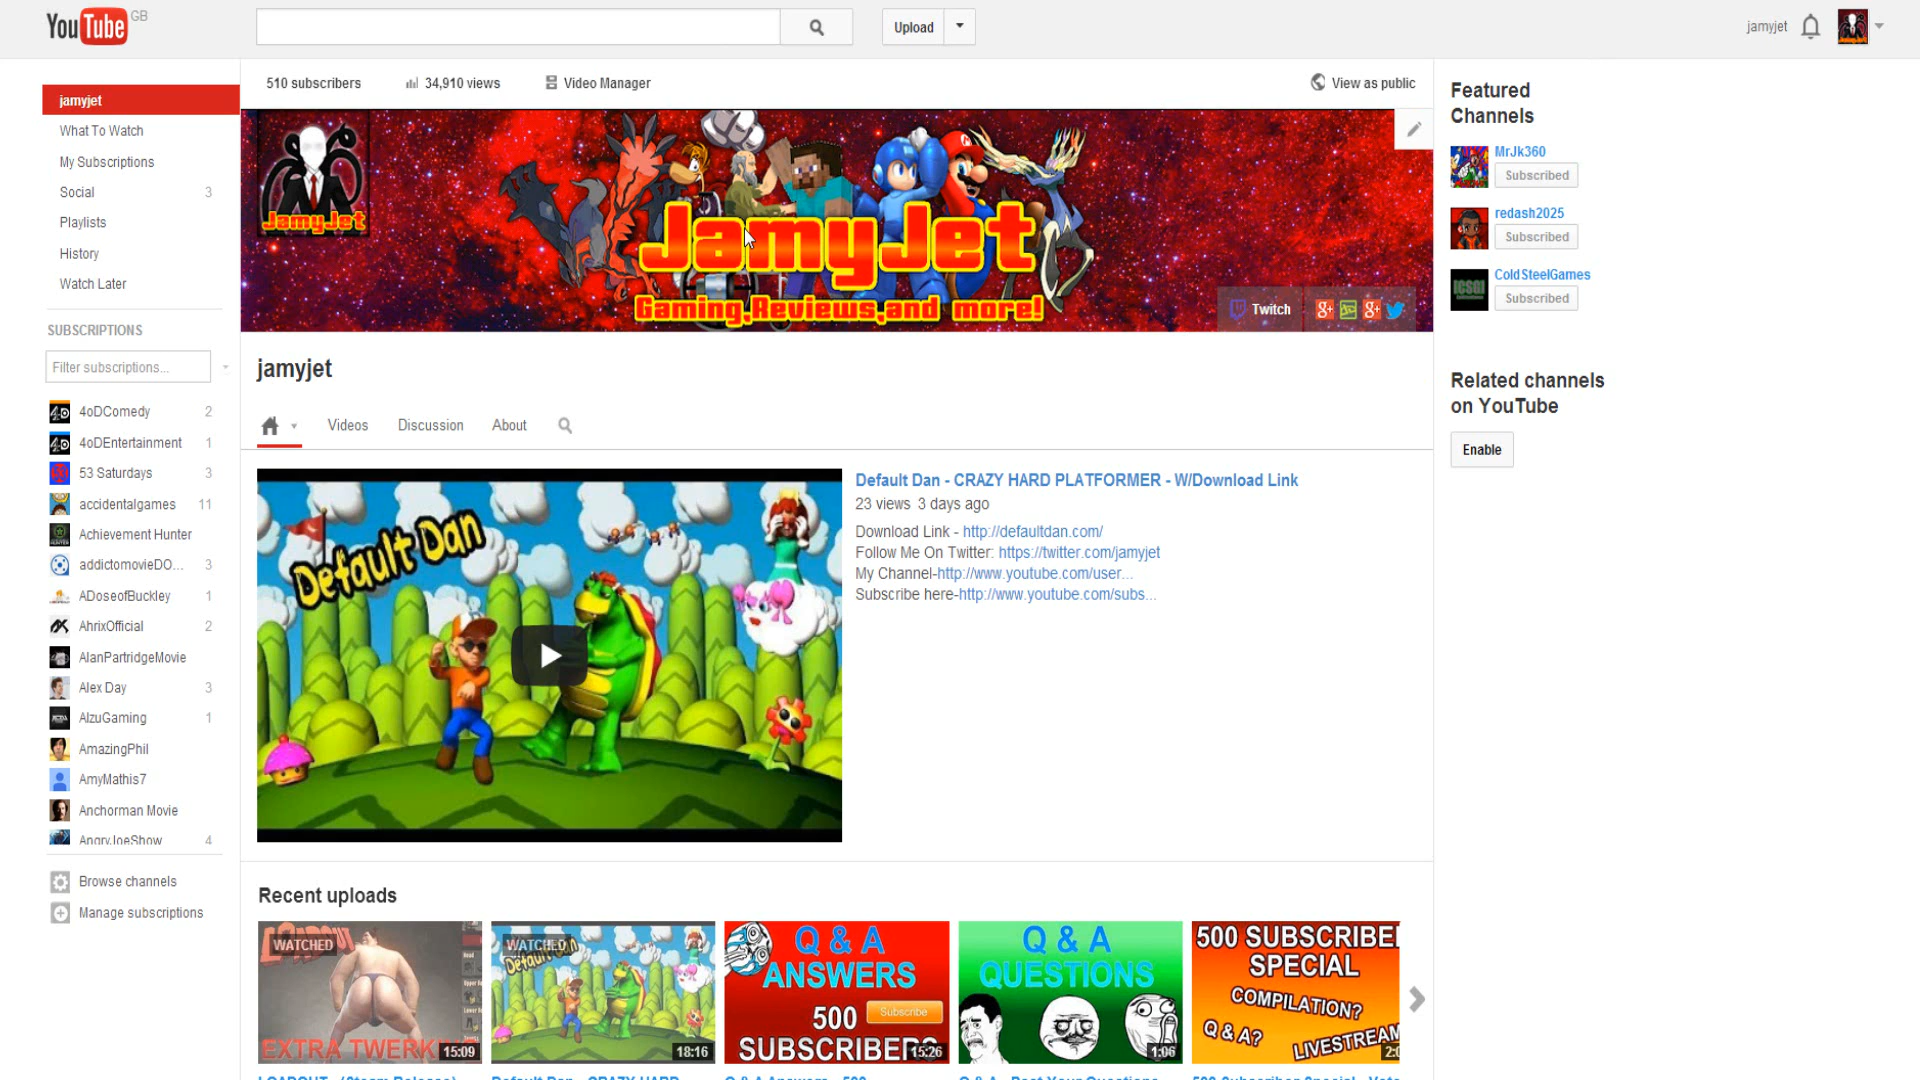 YouTube GB
Upload
jamyjet
510 subscribers
34,910 views
Video Manager
View as public
jamyjet
What To Watch
My Subscriptions
Social 3
Playlists
History
Watch Later
SUBSCRIPTIONS
Filter subscriptions...
4oDComedy 2
4oDEntertainment 1
53 Saturdays 3
accidentalgames 11
Achievement Hunter
addictomovieDO... 3
ADoseofBuckley 1
AhrixOfficial 2
AlanPartridgeMovie
Alex Day 3
AlzuGaming 1
AmazingPhil
AmyMathis7
Anchorman Movie
AngryJoeShow 4
Browse channels
Manage subscriptions
JamyJet
JamyJet
Gaming,Reviews,and more!
Twitch
jamyjet
Videos
Discussion
About
Default Dan
Default Dan - CRAZY HARD PLATFORMER - W/Download Link
23 views 3 days ago
Download Link - http://defaultdan.com/
Follow Me On Twitter: https://twitter.com/jamyjet
My Channel-http://www.youtube.com/user...
Subscribe here-http://www.youtube.com/subs...
Recent uploads
WATCHED
LOADOUT
EXTRA TWERK
15:09
WATCHED
Default Dan
18:16
Q & A
ANSWERS
500
Subscribe
SUBSCRIBERS
15:26
Q & A
QUESTIONS
1:06
500 SUBSCRIBE
SPECIAL
COMPILATION?
Q & A?
LIVESTREAM
Featured
Channels
MrJk360
Subscribed
redash2025
Subscribed
ColdSteelGames
Subscribed
Related channels
on YouTube
Enable